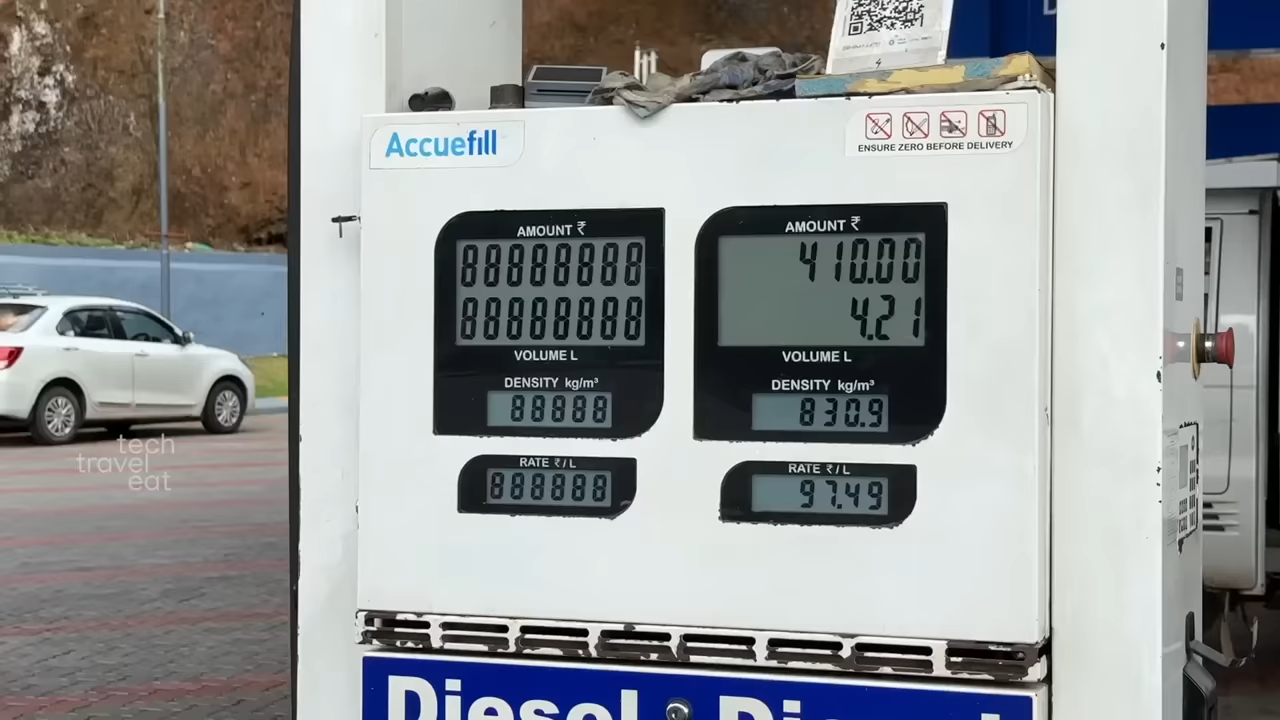 Accuefill
ENSURE ZERO BEFORE DELIVERY
AMOUNT ₹
88888888
88888888
VOLUME L
DENSITY kg/m³
88888
RATE ₹/L
888888
AMOUNT ₹
410.00
4.21
VOLUME L
DENSITY kg/m³
830.9
RATE ₹/L
97.49
tech
travel
eat
Diesel